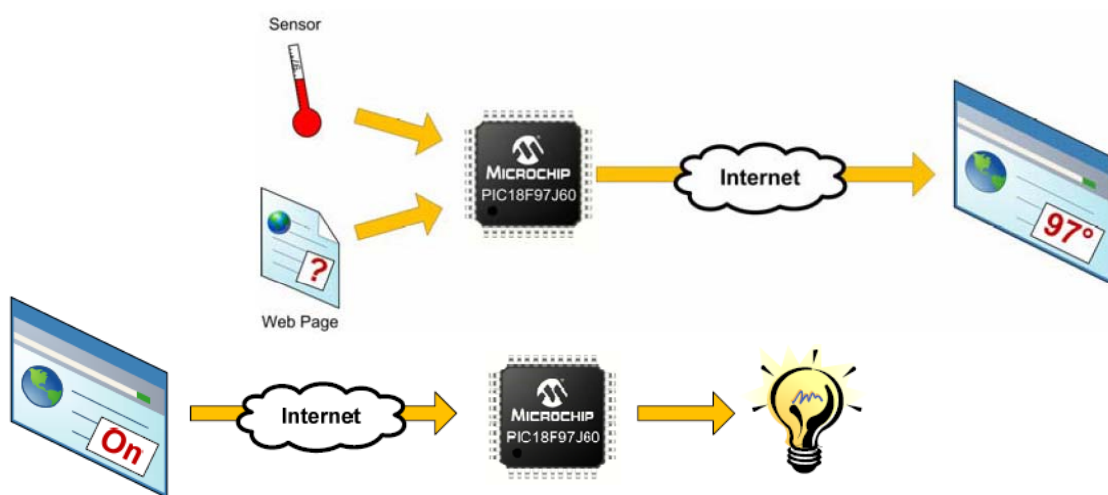 Sensor
MICROCHIP
PIC18F97J60
Internet
97°
?
Web Page
On
Internet
MICROCHIP
PIC18F97J60